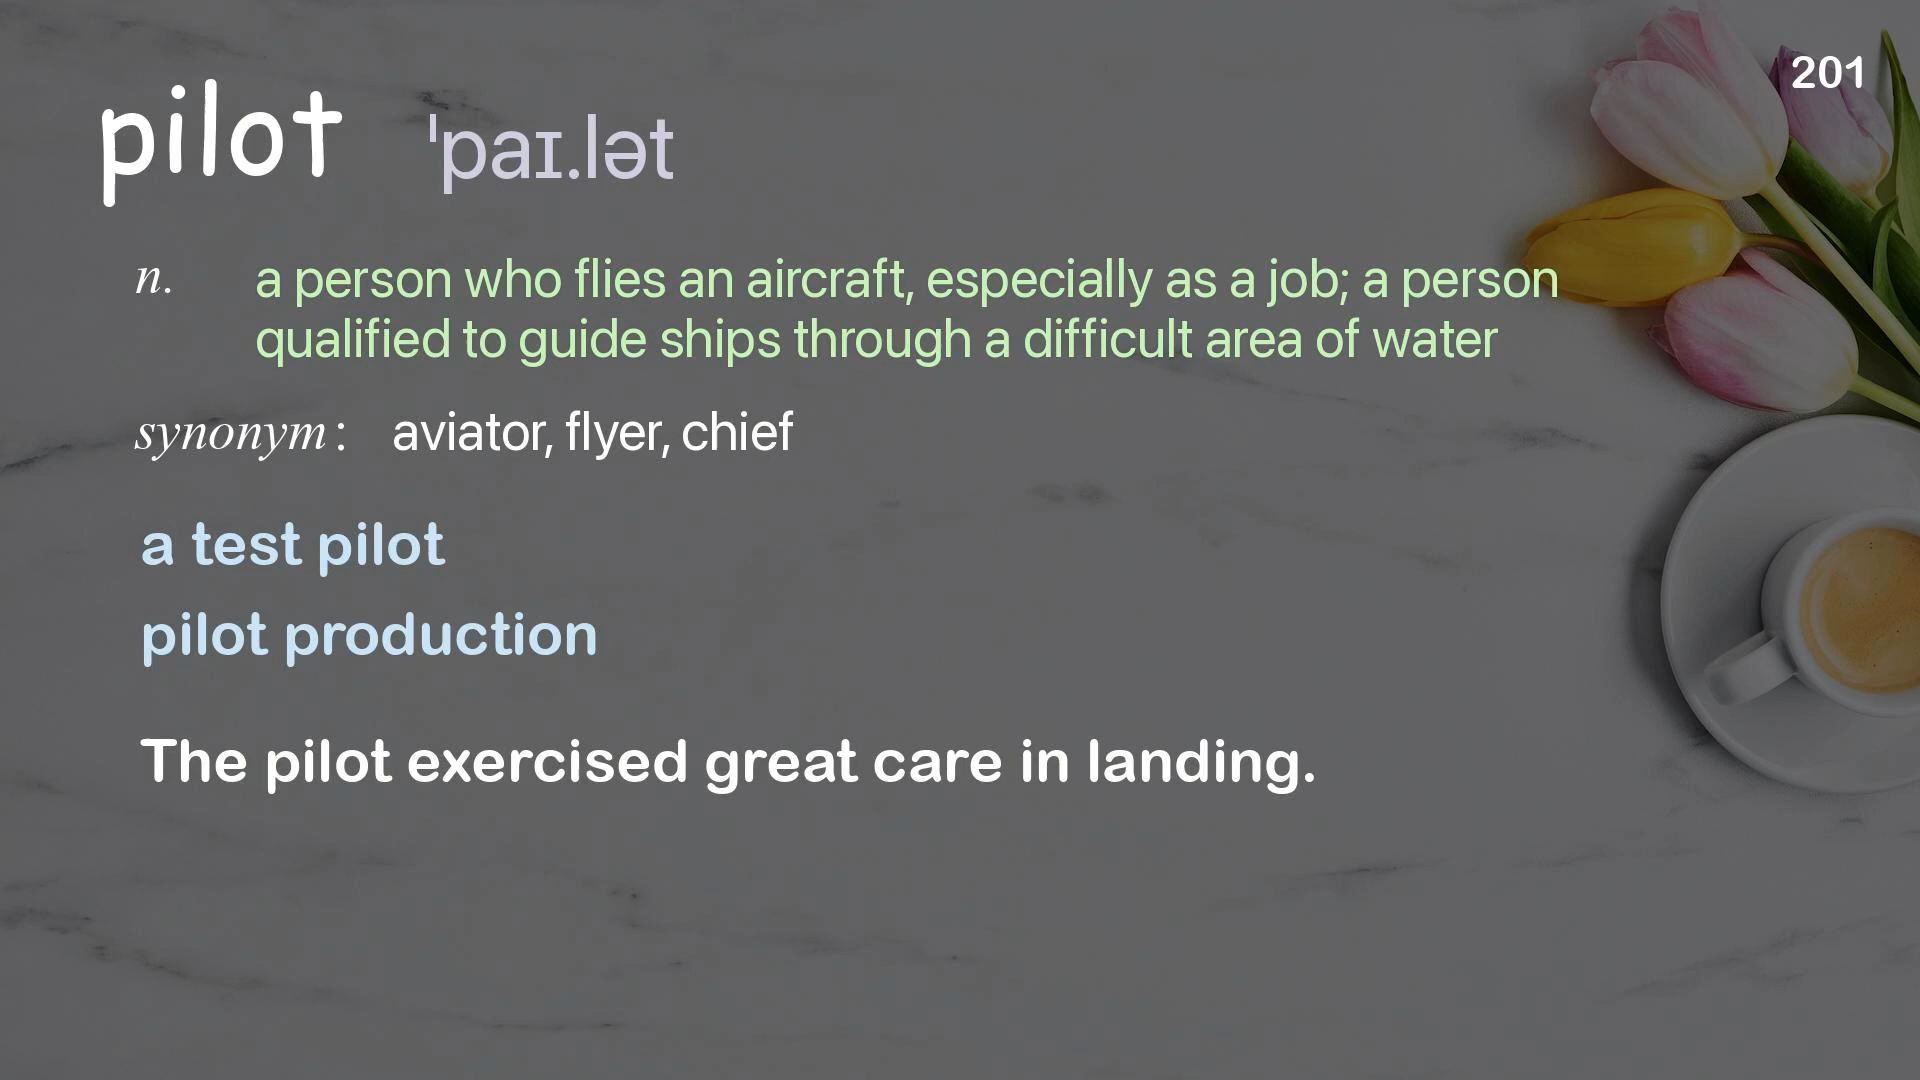 201
pilot ˈpaɪ.lət
n. a person who flies an aircraft, especially as a job; a person
qualified to guide ships through a difficult area of water
synonym: aviator, flyer, chief
a test pilot
pilot production
The pilot exercised great care in landing.